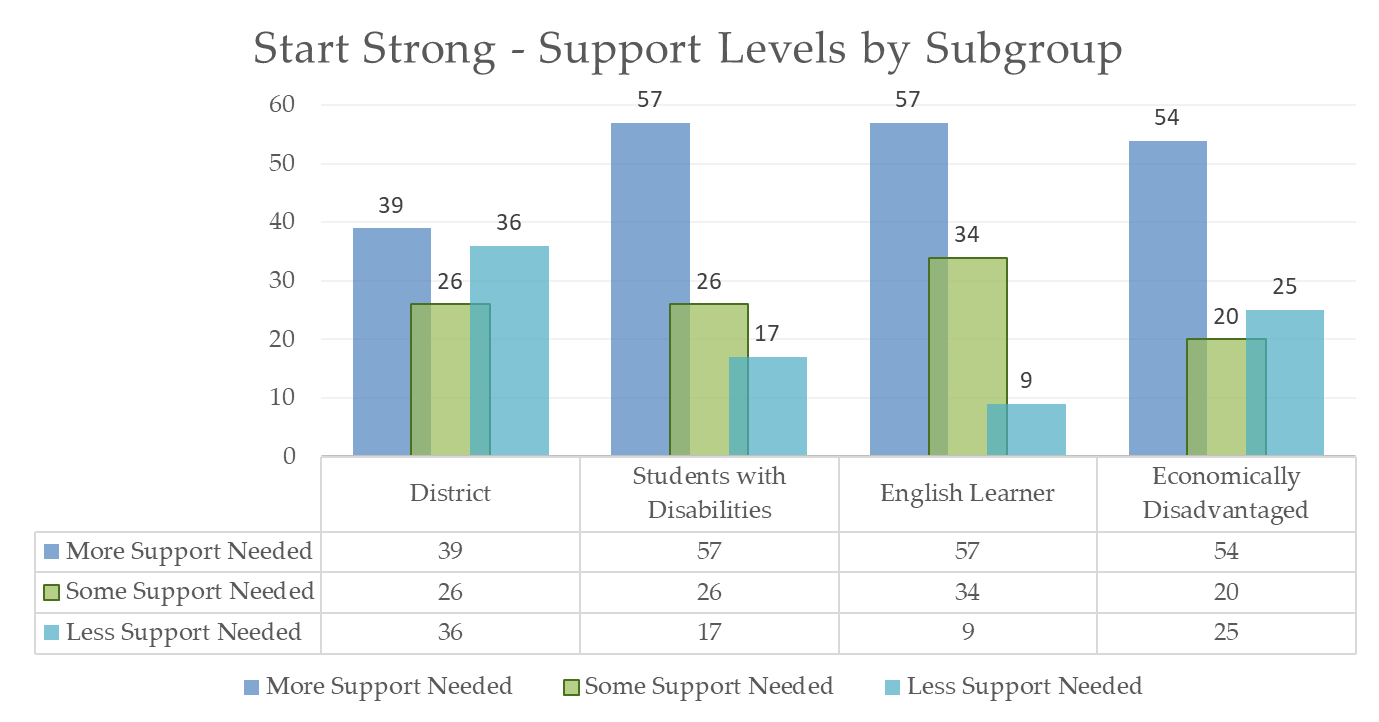 Start Strong - Support Levels by Subgroup
60
50
40
30
20
10
0
39
26
36
57
26
17
57
34
9
54
20
25
District
Students with
Disabilities
English Learner
Economically
Disadvantaged
More Support Needed 39 57 57 54
Some Support Needed 26 26 34 20
Less Support Needed 36 17 9 25
More Support Needed Some Support Needed Less Support Needed